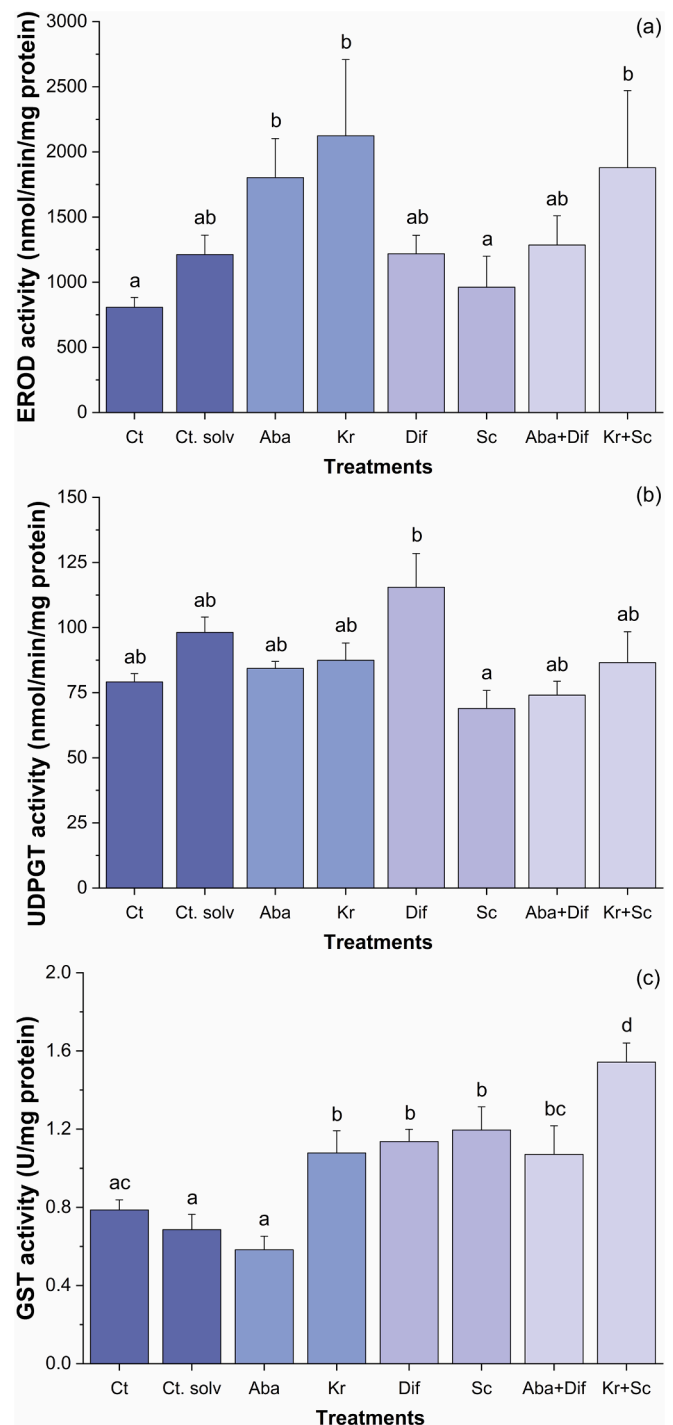 (a)
EROD activity (nmol/min/mg protein)
3000
2500
2000
1500
1000
500
0
a
ab
b
b
ab
a
ab
b
Ct Ct. solv Aba Kr Dif Sc Aba+Dif Kr+Sc
Treatments
(b)
UDPGT activity (nmol/min/mg protein)
150
125
100
75
50
25
0
ab
ab
ab
ab
b
a
ab
ab
Ct Ct. solv Aba Kr Dif Sc Aba+Dif Kr+Sc
Treatments
(c)
GST activity (U/mg protein)
2.0
1.6
1.2
0.8
0.4
0.0
ac
a
a
b
b
b
bc
d
Ct Ct. solv Aba Kr Dif Sc Aba+Dif Kr+Sc
Treatments